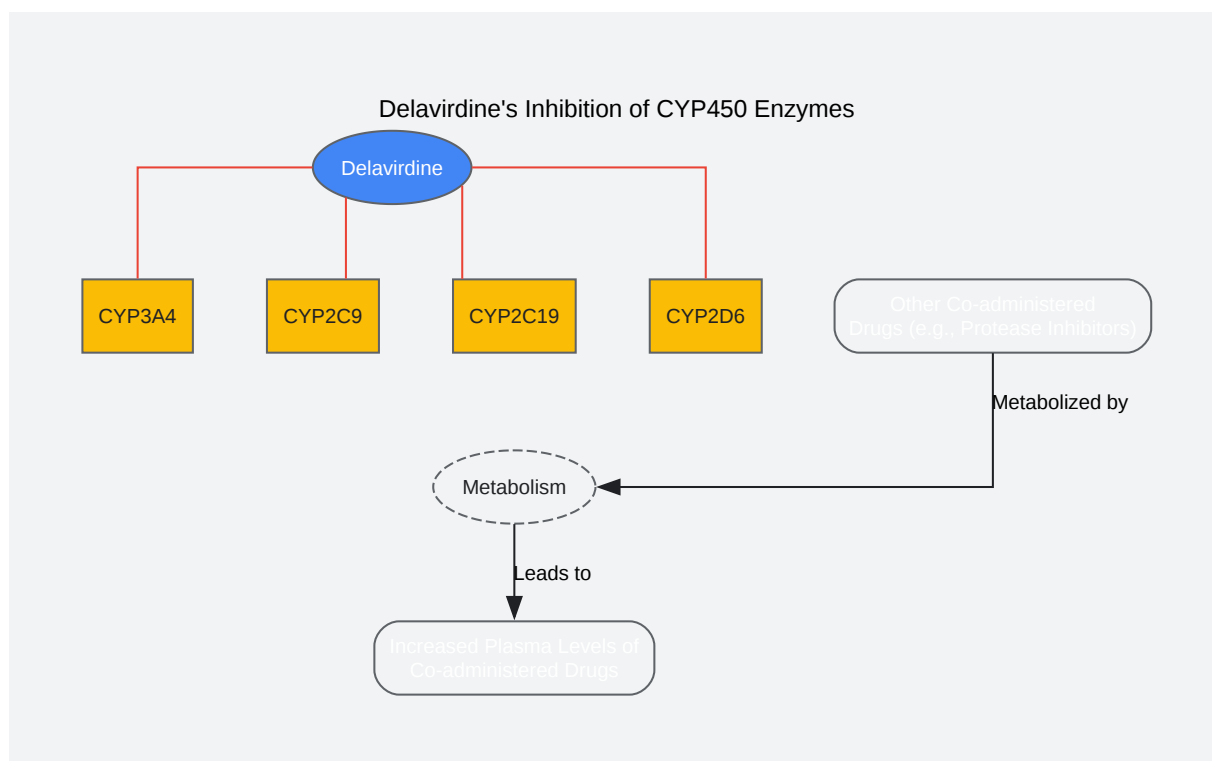 Delavirdine's Inhibition of CYP450 Enzymes
Delavirdine
CYP3A4
CYP2C9
CYP2C19
CYP2D6
Other Co-administered
Drugs (e.g., Protease Inhibitors)
Metabolized by
Metabolism
Leads to
Increased Plasma Levels of
Co-administered Drugs